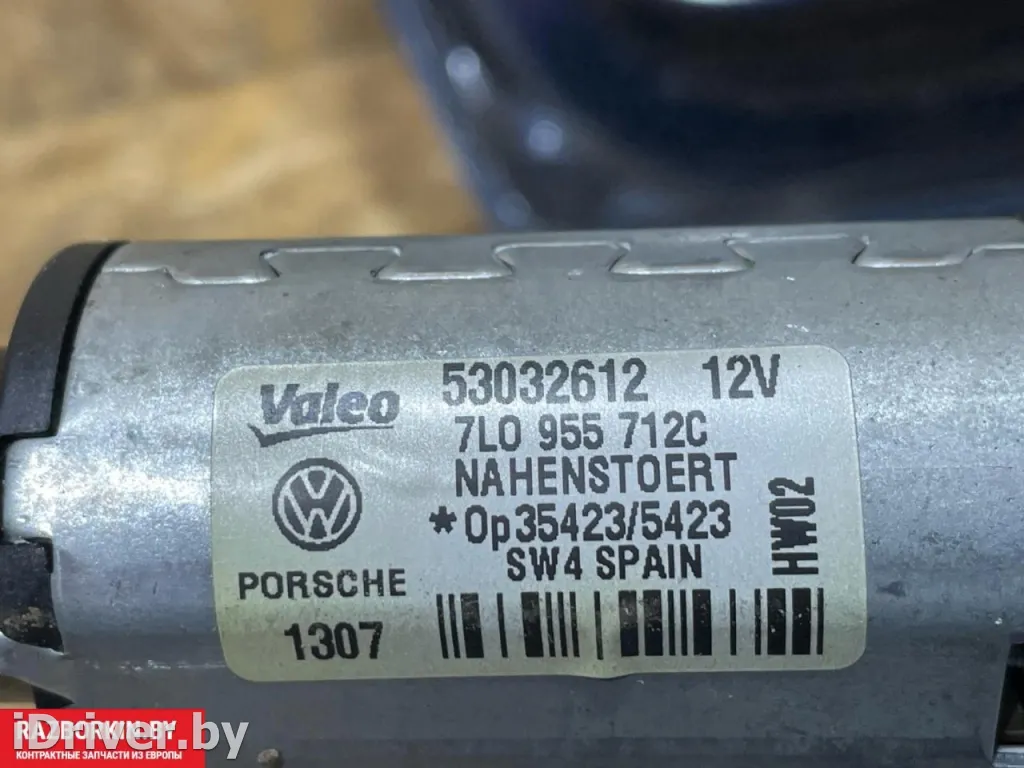 Valeo 53032612 12V
7L0 955 712C
NAHENSTOERT
*0p35423/5423
SW4 SPAIN
HW02
PORSCHE
1307
RAZBORKIN.BY
iDriver.by
КОНТРАКТНЫЕ ЗАПЧАСТИ ИЗ ЕВРОПЫ